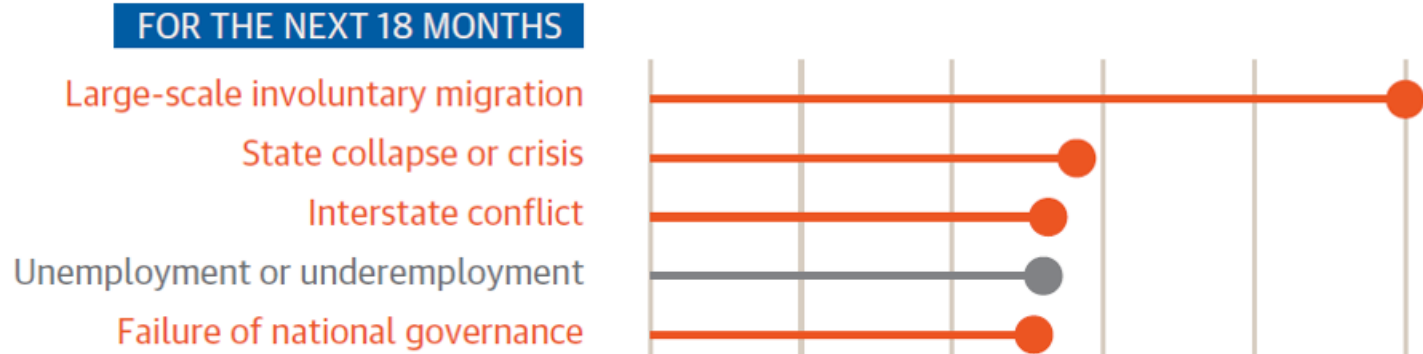 FOR THE NEXT 18 MONTHS
Large-scale involuntary migration
State collapse or crisis
Interstate conflict
Unemployment or underemployment
Failure of national governance